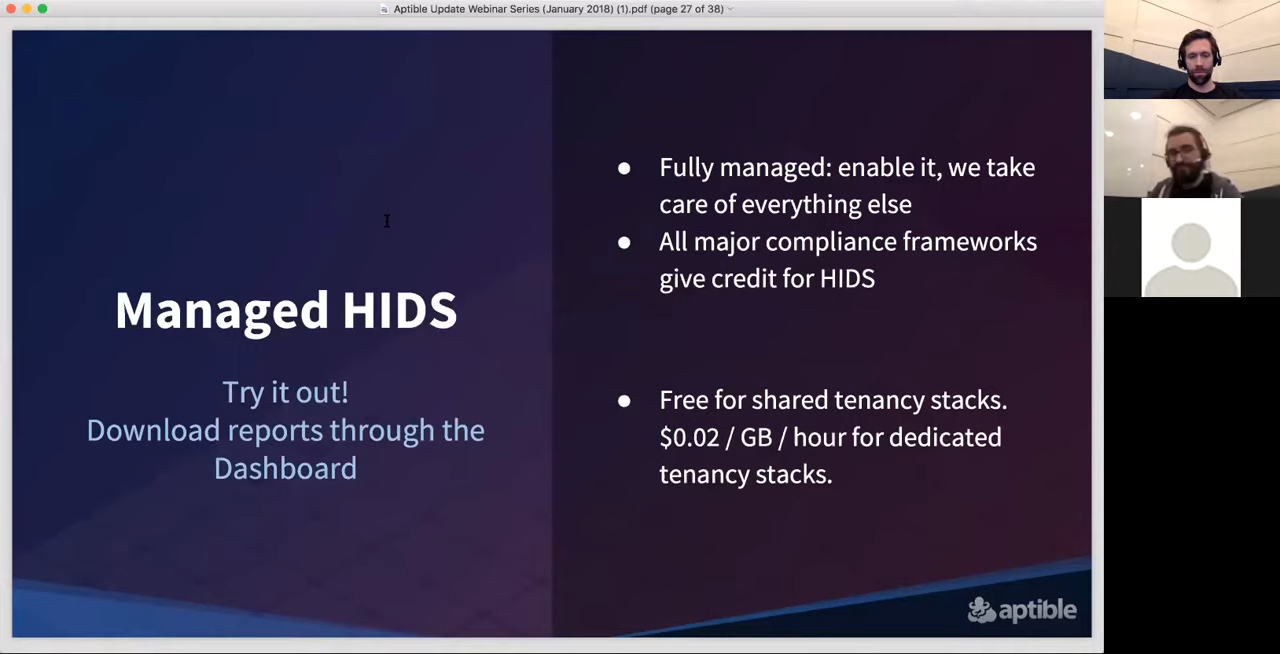 Aptible Update Webinar Series (January 2018) (1).pdf (page 27 of 38)
Managed HIDS
Try it out!
Download reports through the
Dashboard
● Fully managed: enable it, we take
care of everything else
● All major compliance frameworks
give credit for HIDS
● Free for shared tenancy stacks.
$0.02 / GB / hour for dedicated
tenancy stacks.
aptible